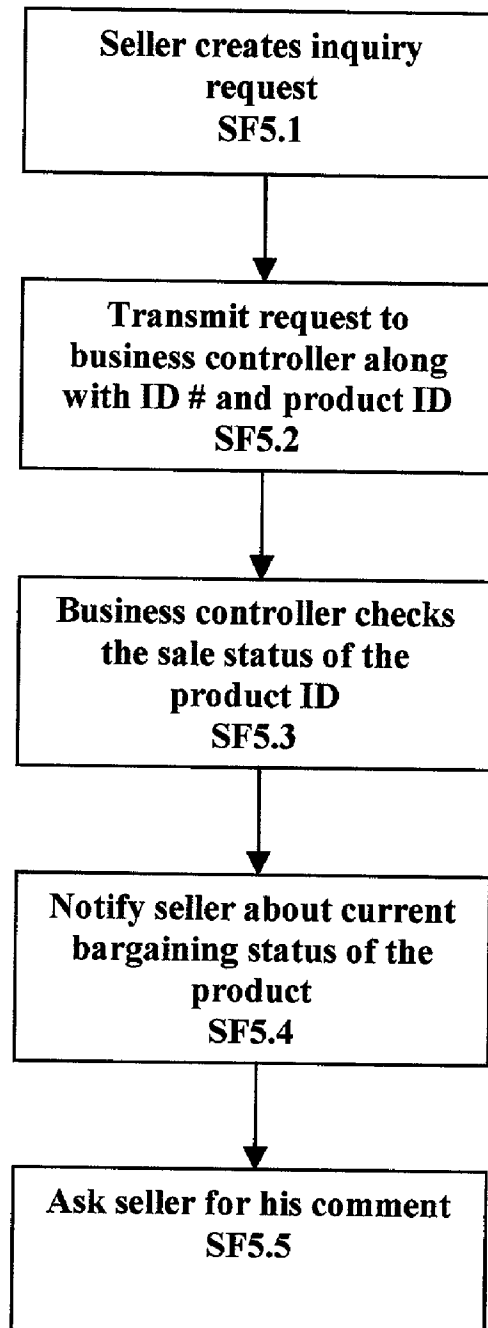 Seller creates inquiry
request
SF5.1
Transmit request to
business controller along
with ID # and product ID
SF5.2
Business controller checks
the sale status of the
product ID
SF5.3
Notify seller about current
bargaining status of the
product
SF5.4
Ask seller for his comment
SF5.5